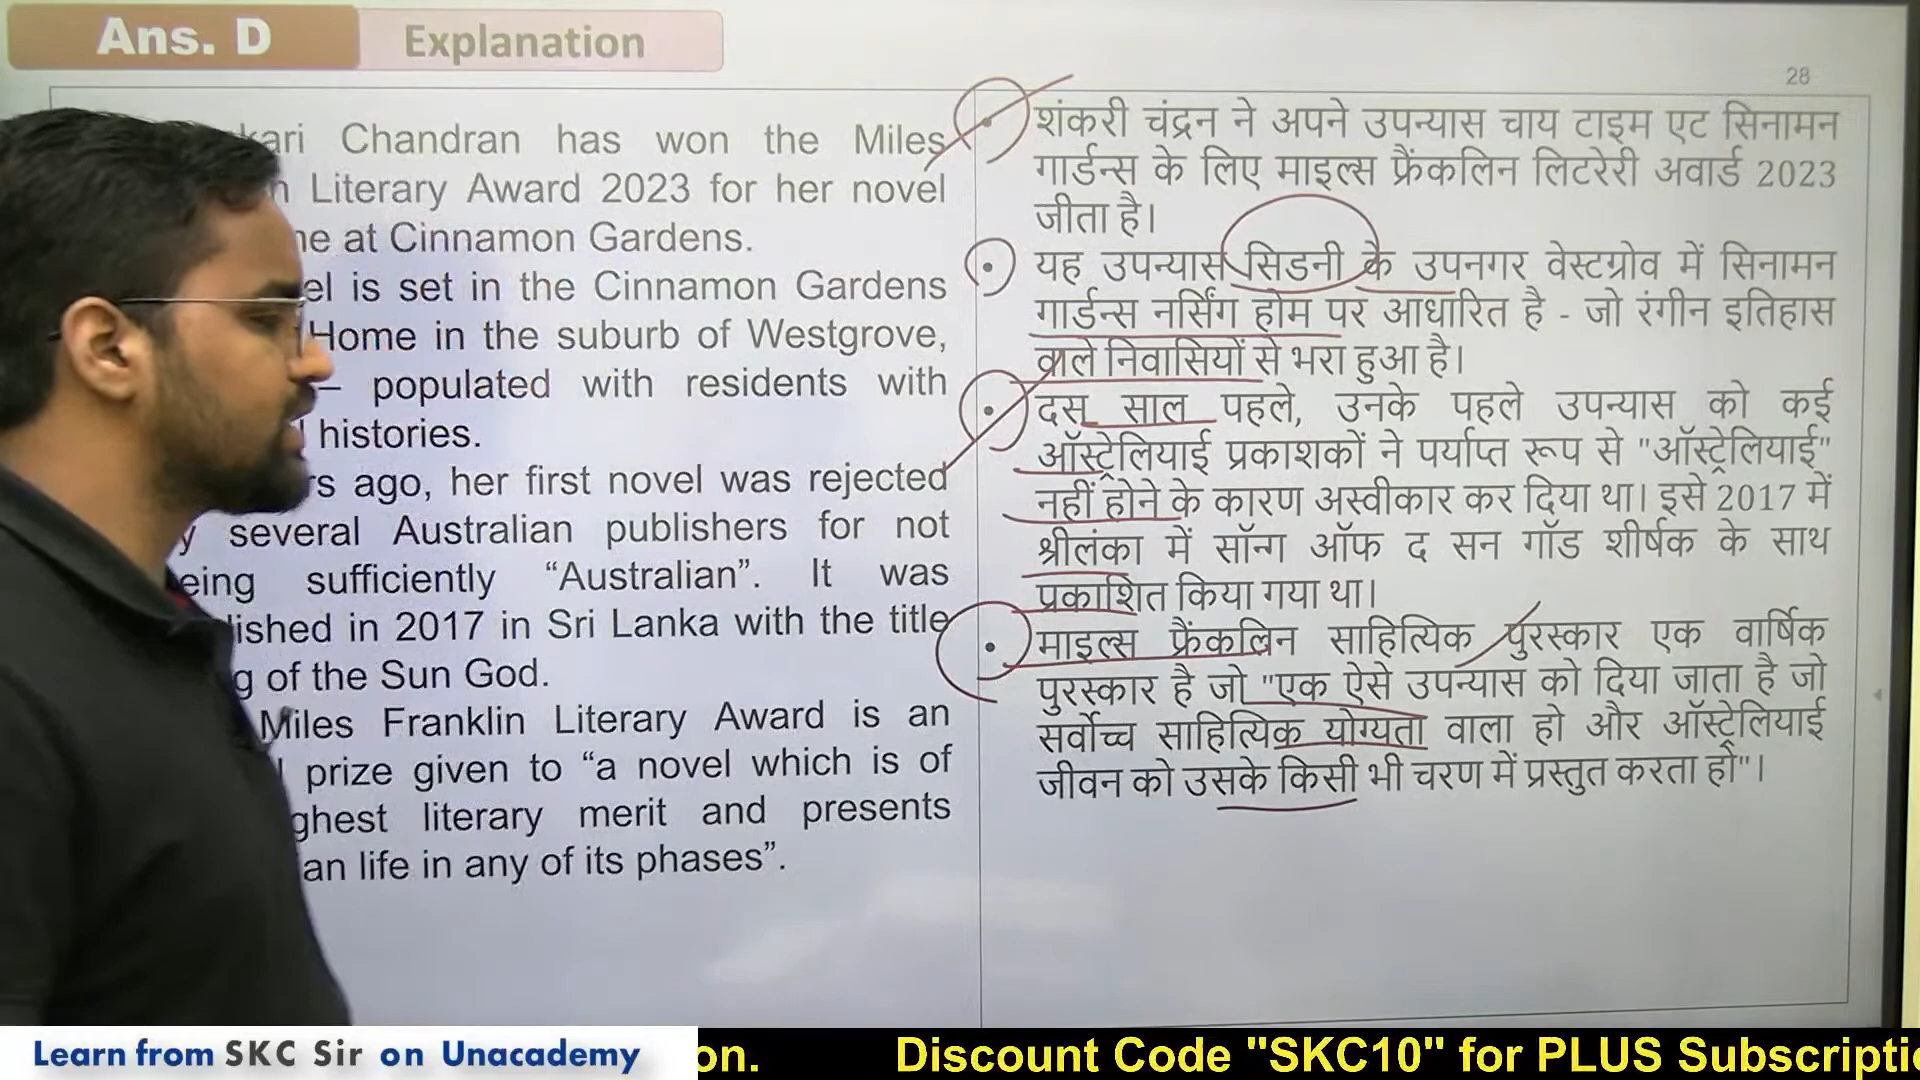 Ans. D
Explanation
28
Chandran has won the Miles
Literary Award 2023 for her novel
at Cinnamon Gardens.
is set in the Cinnamon Gardens
Home in the suburb of Westgrove,
– populated with residents with
histories.
ago, her first novel was rejected
several Australian publishers for not
sufficiently “Australian”. It was
in 2017 in Sri Lanka with the title
of the Sun God.
Miles Franklin Literary Award is an
prize given to “a novel which is of
literary merit and presents
life in any of its phases”.
शंकरी चंद्रन ने अपने उपन्यास चाय टाइम एट सिनामन
गार्डन्स के लिए माइल्स फ्रैंकलिन लिटरेरी अवार्ड 2023
जीता है।
यह उपन्यास सिडनी के उपनगर वेस्टग्रोव में सिनामन
गार्डन्स नर्सिंग होम पर आधारित है - जो रंगीन इतिहास
वाले निवासियों से भरा हुआ है।
दस साल पहले, उनके पहले उपन्यास को कई
ऑस्ट्रेलियाई प्रकाशकों ने पर्याप्त रूप से "ऑस्ट्रेलियाई"
नहीं होने के कारण अस्वीकार कर दिया था। इसे 2017 में
श्रीलंका में सॉन्ग ऑफ द सन गॉड शीर्षक के साथ
प्रकाशित किया गया था।
माइल्स फ्रैंकलिन साहित्यिक पुरस्कार एक वार्षिक
पुरस्कार है जो "एक ऐसे उपन्यास को दिया जाता है जो
सर्वोच्च साहित्यिक योग्यता वाला हो और ऑस्ट्रेलियाई
जीवन को उसके किसी भी चरण में प्रस्तुत करता हो"।
Learn from SKC Sir on Unacademy
on. Discount Code "SKC10" for PLUS Subscripti